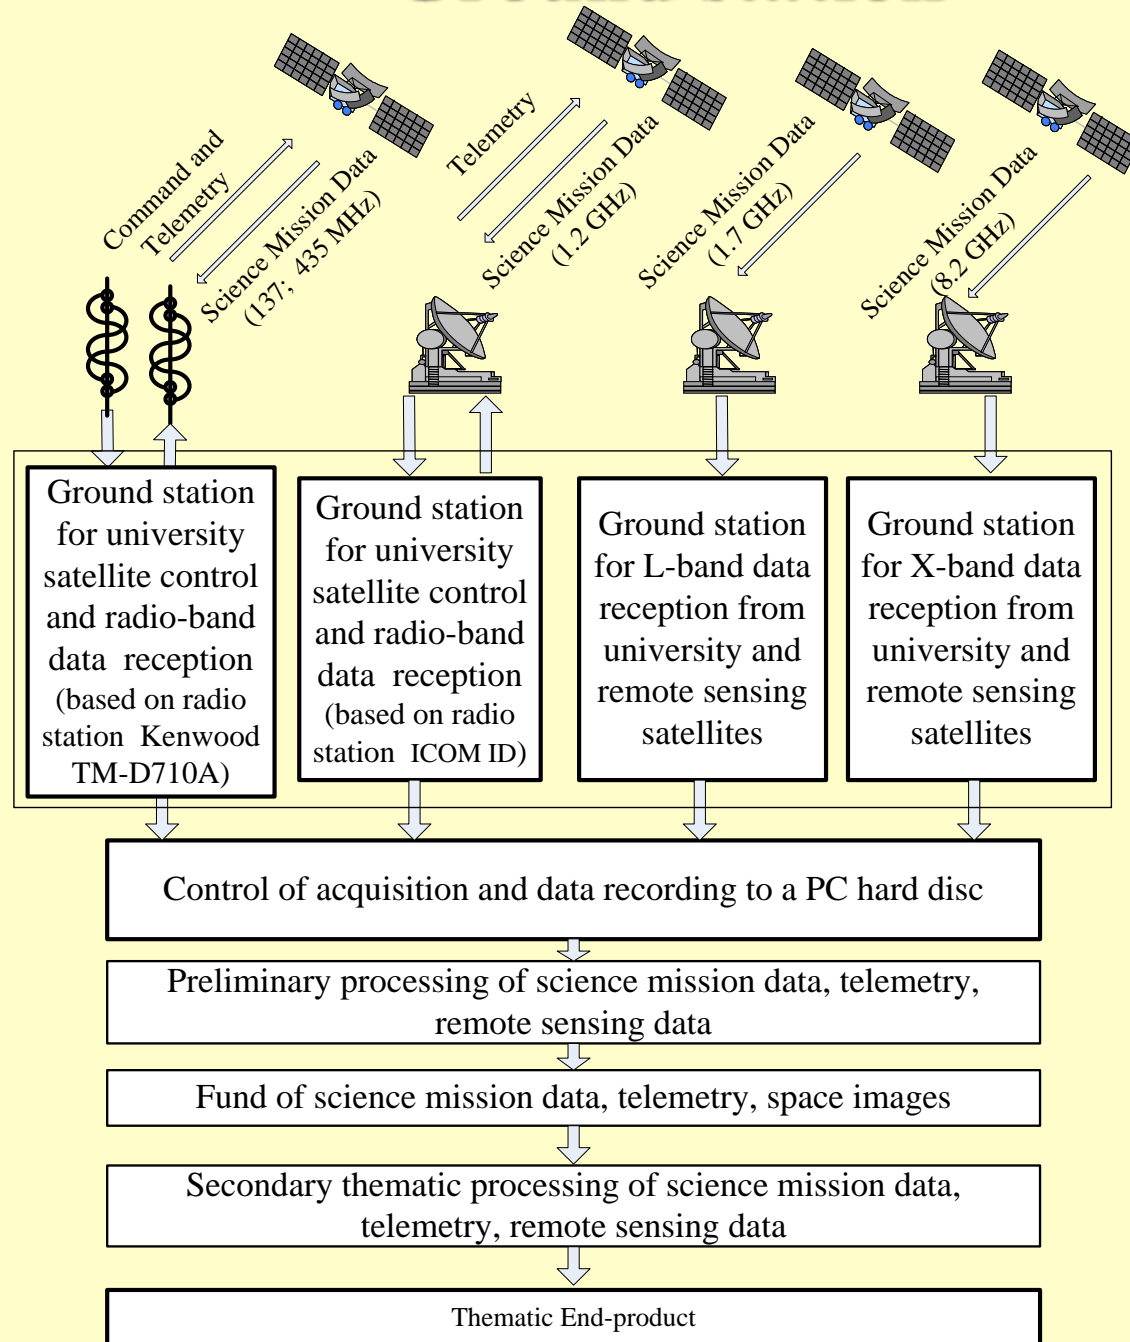 Ground station
Command and
Telemetry
Science Mission Data
(137; 435 MHz)
Telemetry
Science Mission Data
(1.2 GHz)
Science Mission Data
(1.7 GHz)
Science Mission Data
(8.2 GHz)
Ground station
for university
satellite control
and radio-band
data reception
(based on radio
station Kenwood
TM-D710A)
Ground station
for university
satellite control
and radio-band
data reception
(based on radio
station ICOM ID)
Ground station
for L-band data
reception from
university and
remote sensing
satellites
Ground station
for X-band data
reception from
university and
remote sensing
satellites
Control of acquisition and data recording to a PC hard disc
Preliminary processing of science mission data, telemetry,
remote sensing data
Fund of science mission data, telemetry, space images
Secondary thematic processing of science mission data,
telemetry, remote sensing data
Thematic End-product